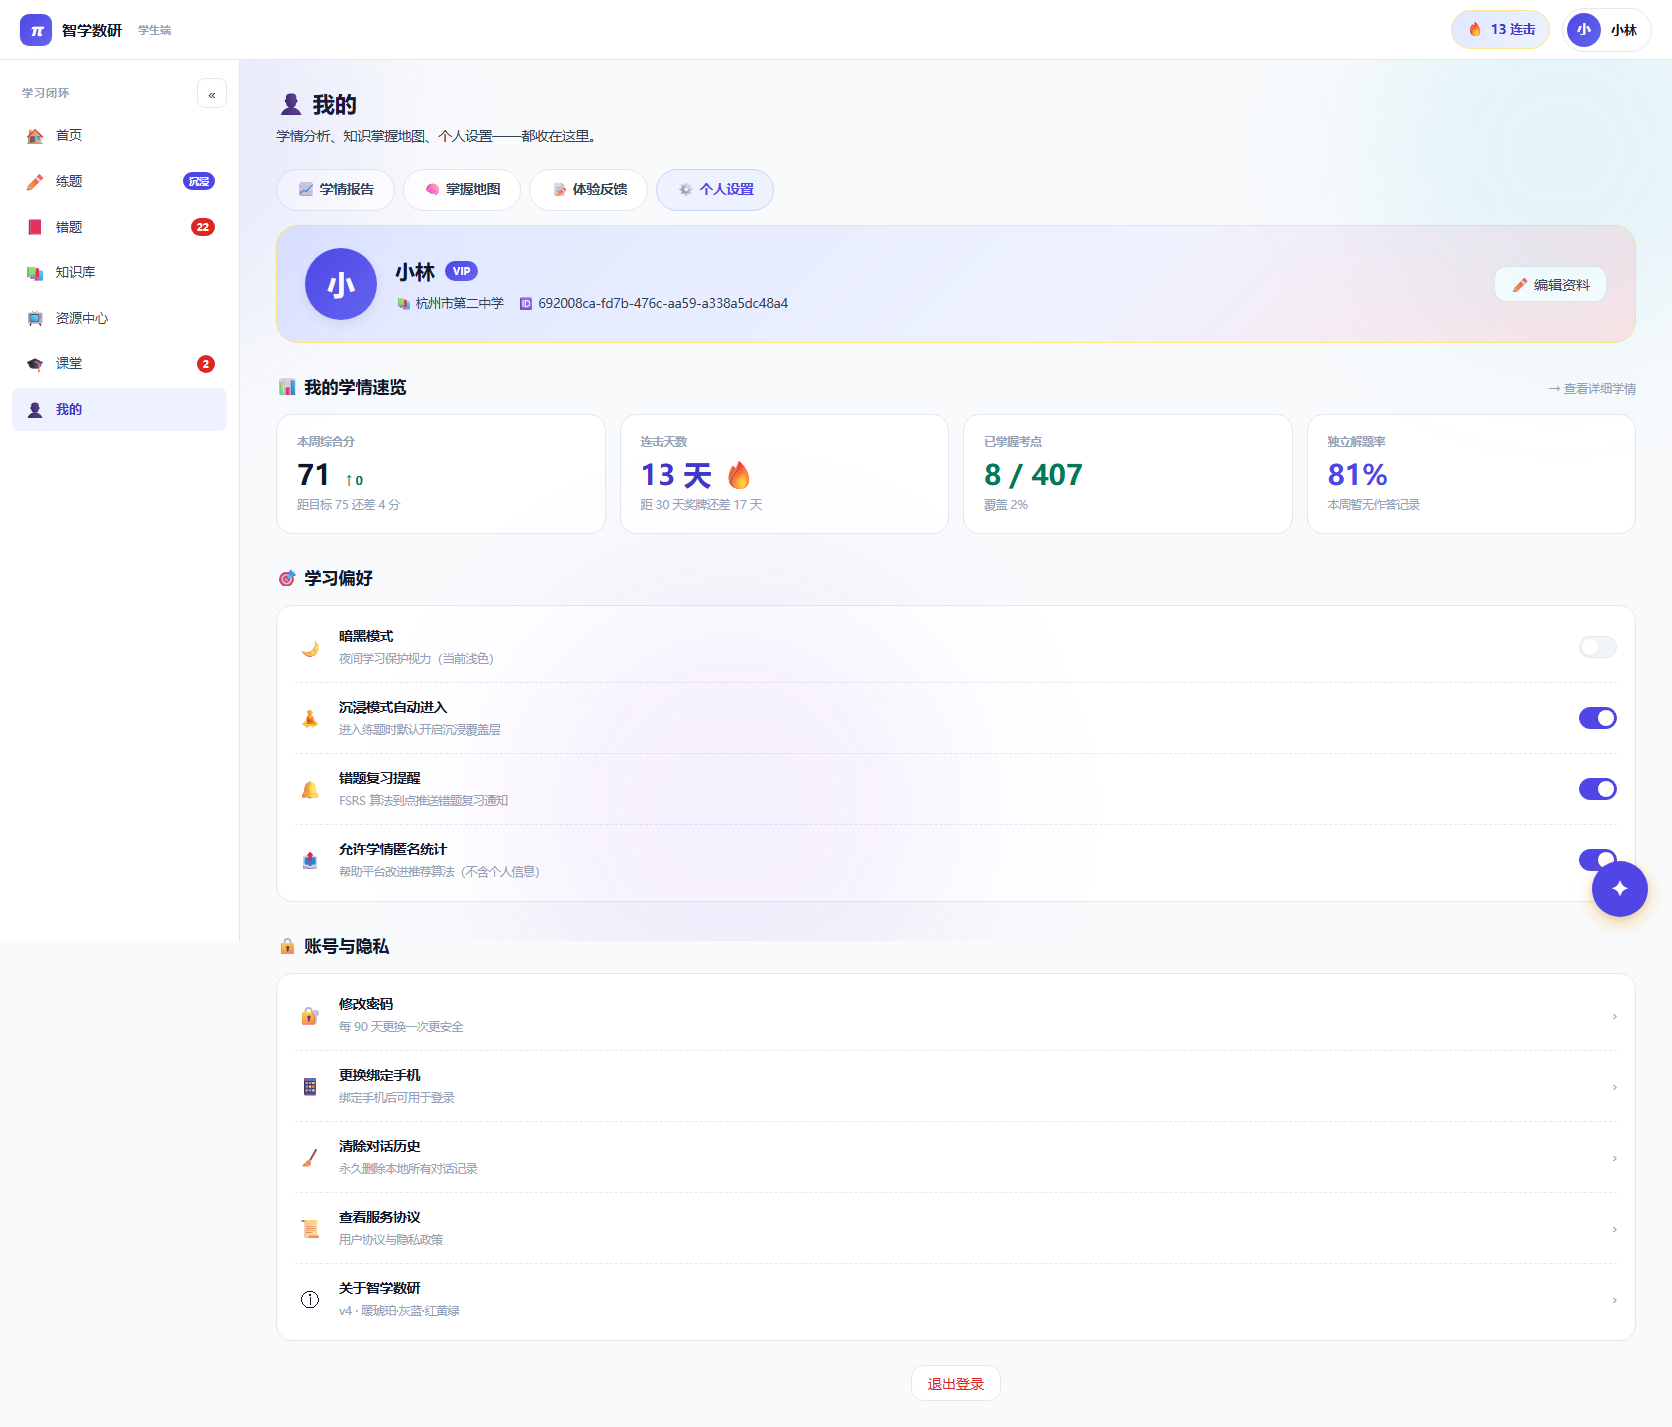 π 智学数研 学生端
13 连击
小 小林
学习闭环 «
首页
练题 沉浸
错题 22
知识库
资源中心
课堂 2
我的
我的
学情分析、知识掌握地图、个人设置——都收在这里。
学情报告 掌握地图 体验反馈 个人设置
小
小林 VIP
杭州市第二中学 ID 692008ca-fd7b-476c-aa59-a338a5dc48a4
编辑资料
我的学情速览
→ 查看详细学情
本周综合分
71 ↑ 0
距目标 75 还差 4 分
连击天数
13 天
距 30 天奖牌还差 17 天
已掌握考点
8 / 407
覆盖 2%
独立解题率
81%
本周暂无作答记录
学习偏好
暗黑模式
夜间学习保护视力（当前浅色）
沉浸模式自动进入
进入练题时默认开启沉浸覆盖层
错题复习提醒
FSRS 算法到点推送错题复习通知
允许学情匿名统计
帮助平台改进推荐算法（不含个人信息）
账号与隐私
修改密码
每 90 天更换一次更安全
›
更换绑定手机
绑定手机后可用于登录
›
清除对话历史
永久删除本地所有对话记录
›
查看服务协议
用户协议与隐私政策
›
关于智学数研
v4 · 暖琥珀·灰蓝·红黄绿
›
退出登录